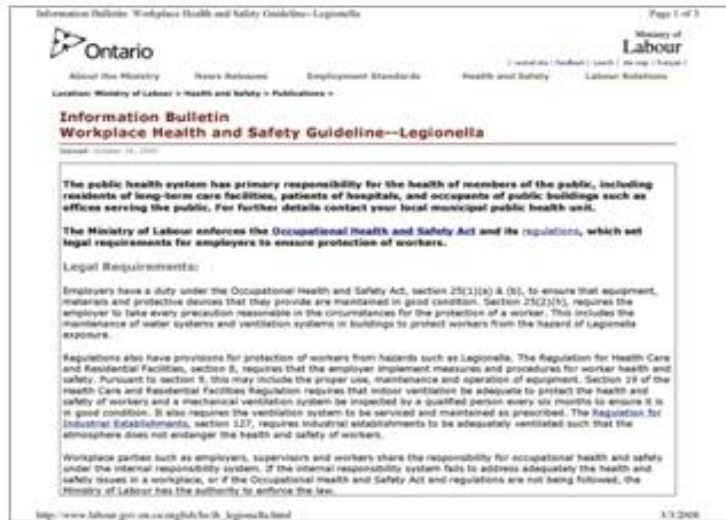 Information Bulletin: Workplace Health and Safety Guideline--Legionella
Page 1 of 3
Ontario
Ministry of
Labour
About the Ministry News Releases Employment Standards Health and Safety Labour Relations
Location: Ministry of Labour > Health and Safety > Publications >
Information Bulletin
Workplace Health and Safety Guideline--Legionella
Issued: October
The public health system has primary responsibility for the health of members of the public, including
residents of long-term care facilities, patients of hospitals, and occupants of public buildings such as
offices serving the public. For further details contact your local municipal public health unit.
The Ministry of Labour enforces the Occupational Health and Safety Act and its regulations, which set
legal requirements for employers to ensure protection of workers.
Legal Requirements:
Employers have a duty under the Occupational Health and Safety Act, section 25(1)(a) & (b), to ensure that equipment,
materials and protective devices that they provide are maintained in good condition. Section 25(2)(h), requires the
employer to take every precaution reasonable in the circumstances for the protection of a worker. This includes the
maintenance of water systems and ventilation systems in buildings to protect workers from the hazard of Legionella
exposure.
Regulations also have provisions for protection of workers from hazards such as Legionella. The Regulation for Health Care
and Residential Facilities, section 8, requires that the employer implement measures and procedures for worker health and
safety. Pursuant to section 9, this may include the proper use, maintenance and operation of equipment. Section 19 of the
Health Care and Residential Facilities Regulation requires that indoor ventilation be adequate to protect the health and
safety of workers and a mechanical ventilation system be inspected by a qualified person every six months to ensure it is
in good condition. It also requires the ventilation system to be serviced and maintained as prescribed. The Regulation for
Industrial Establishments, section 127, requires industrial establishments to be adequately ventilated such that the
atmosphere does not endanger the health and safety of workers.
Workplace parties such as employers, supervisors and workers share the responsibility for occupational health and safety
under the internal responsibility system. If the internal responsibility system fails to address adequately the health and
safety issues in a workplace, or if the Occupational Health and Safety Act and regulations are not being followed, the
Ministry of Labour has the authority to enforce the law.
3/3/2008